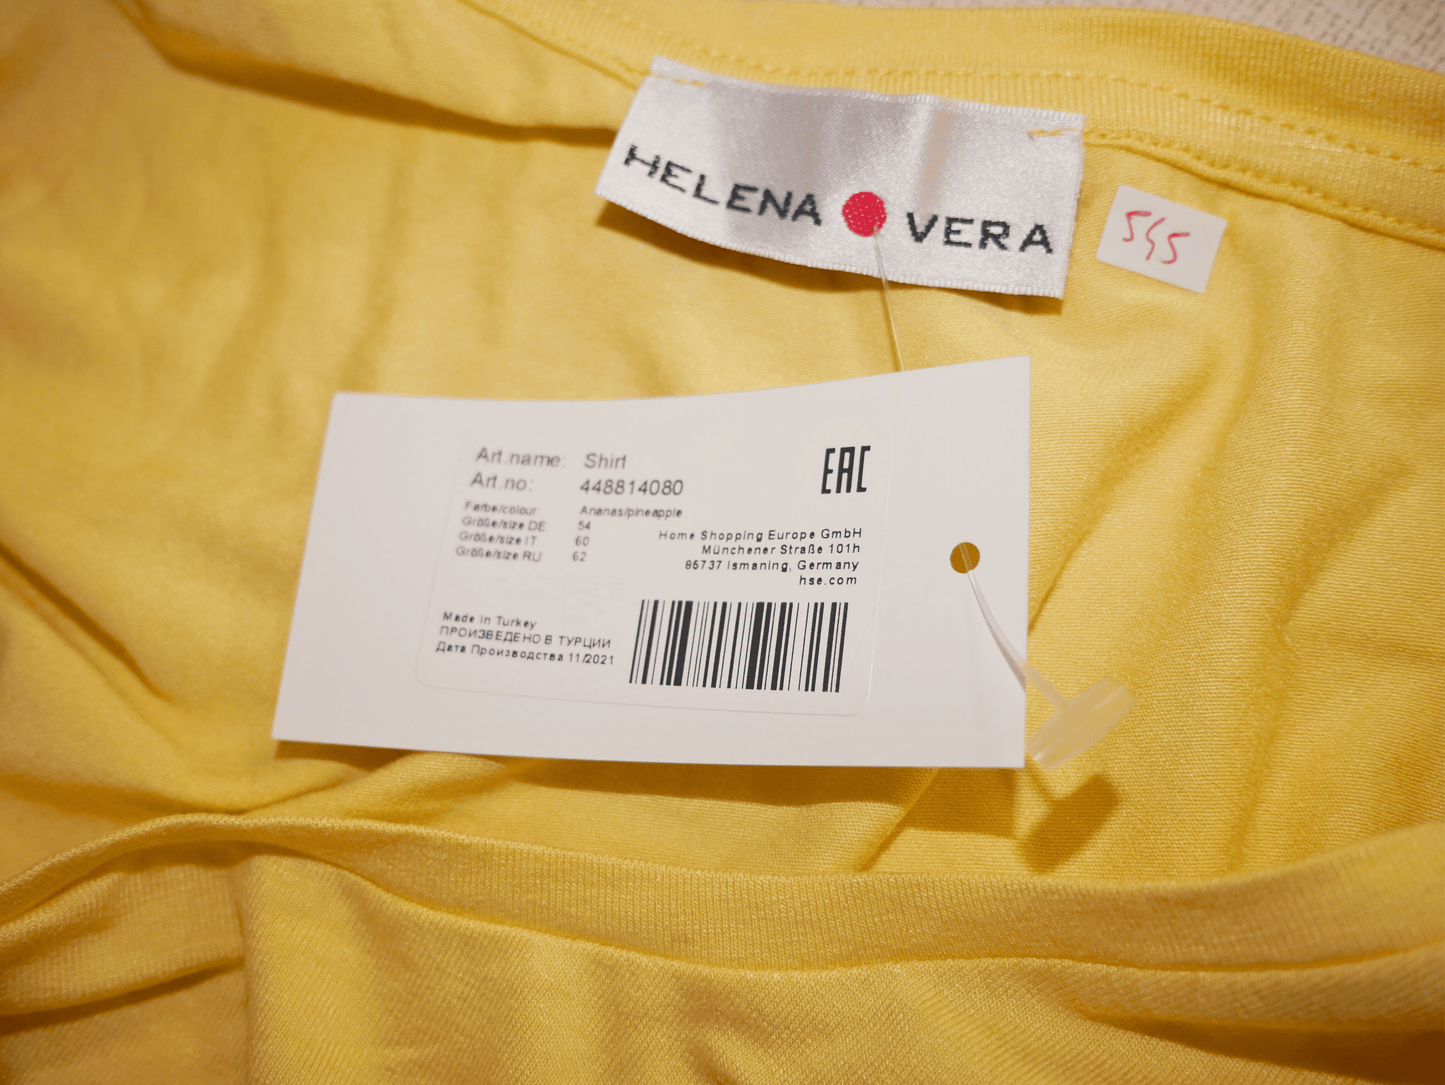 HELENA VERA
545
Art.name: Shirt
Art.no: 448814080
Farbe/colour Ananas/pineapple
Größe/size DE 54
Größe/size IT 60
Größe/size RU 62
EAC
Home Shopping Europe GmbH
Münchener Straße 101h
85737 Ismaning, Germany
hse.com
Made in Turkey
ПРОИЗВЕДЕНО В ТУРЦИИ
Дата Производства 11/2021